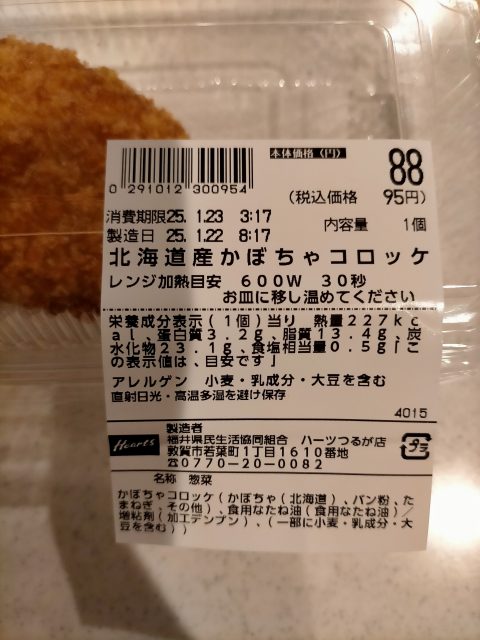 本体価格(円)
88
0 291012 300954
(税込価格 95円)
消費期限25. 1.23 3:17
内容量 1個
製造日 25. 1.22 8:17
北海道産かぼちゃコロッケ
レンジ加熱目安 600W 30秒
お皿に移し温めてください
栄養成分表示(1個)当り 熱量227kc
al、蛋白質3.2g、脂質13.4g、炭
水化物23.1g、食塩相当量0.5g「こ
の表示値は、目安です」
アレルゲン 小麦・乳成分・大豆を含む
直射日光・高温多湿を避け保存
4015
製造者
Hearts
福井県民生活協同組合 ハーツつるが店
敦賀市若葉町1丁目1610番地
☎0770-20-0082
プラ
名称 惣菜
かぼちゃコロッケ(かぼちゃ(北海道)、パン粉、た
まねぎ、その他)、食用なたね油(食用なたね油)/
増粘剤(加工デンプン)、(一部に小麦・乳成分・大
豆を含む))